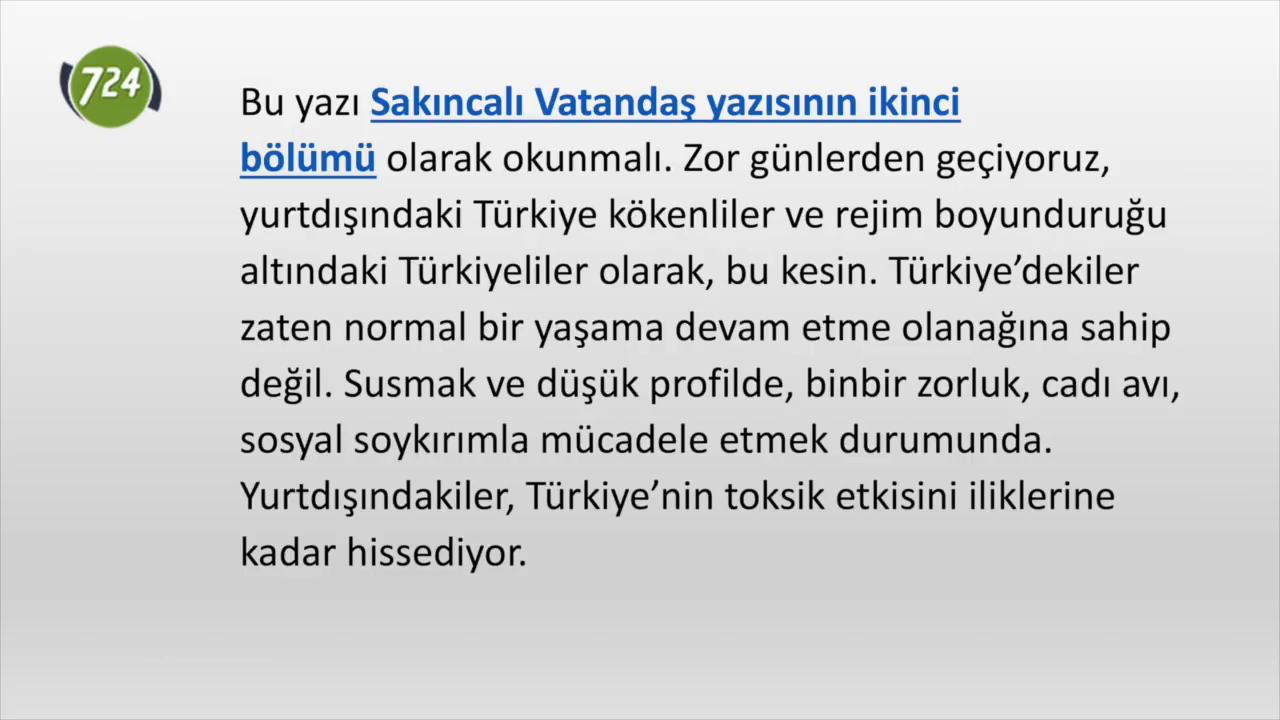 724
Bu yazı Sakıncalı Vatandaş yazısının ikinci
bölümü olarak okunmalı. Zor günlerden geçiyoruz,
yurtdışındaki Türkiye kökenliler ve rejim boyunduruğu
altındaki Türkiyeliler olarak, bu kesin. Türkiye’dekiler
zaten normal bir yaşama devam etme olanağına sahip
değil. Susmak ve düşük profilde, binbir zorluk, cadı avı,
sosyal soykırımla mücadele etmek durumunda.
Yurtdışındakiler, Türkiye’nin toksik etkisini iliklerine
kadar hissediyor.